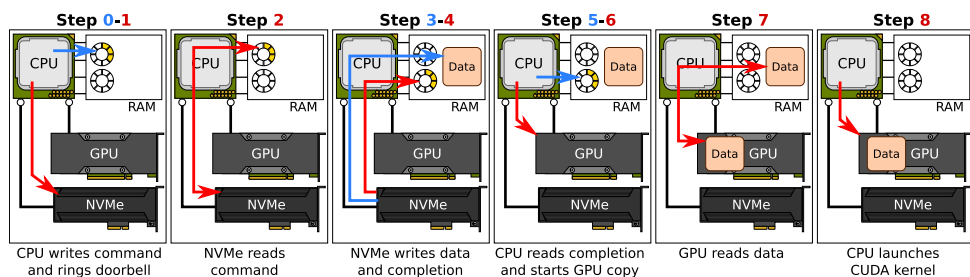 Step 0-1
CPU
RAM
GPU
NVMe
CPU writes command
and rings doorbell
Step 2
CPU
RAM
GPU
NVMe
NVMe reads
command
Step 3-4
CPU
Data
RAM
GPU
NVMe
NVMe writes data
and completion
Step 5-6
CPU
Data
RAM
GPU
NVMe
CPU reads completion
and starts GPU copy
Step 7
CPU
Data
RAM
Data
GPU
NVMe
GPU reads data
Step 8
CPU
RAM
Data
GPU
NVMe
CPU launches
CUDA kernel